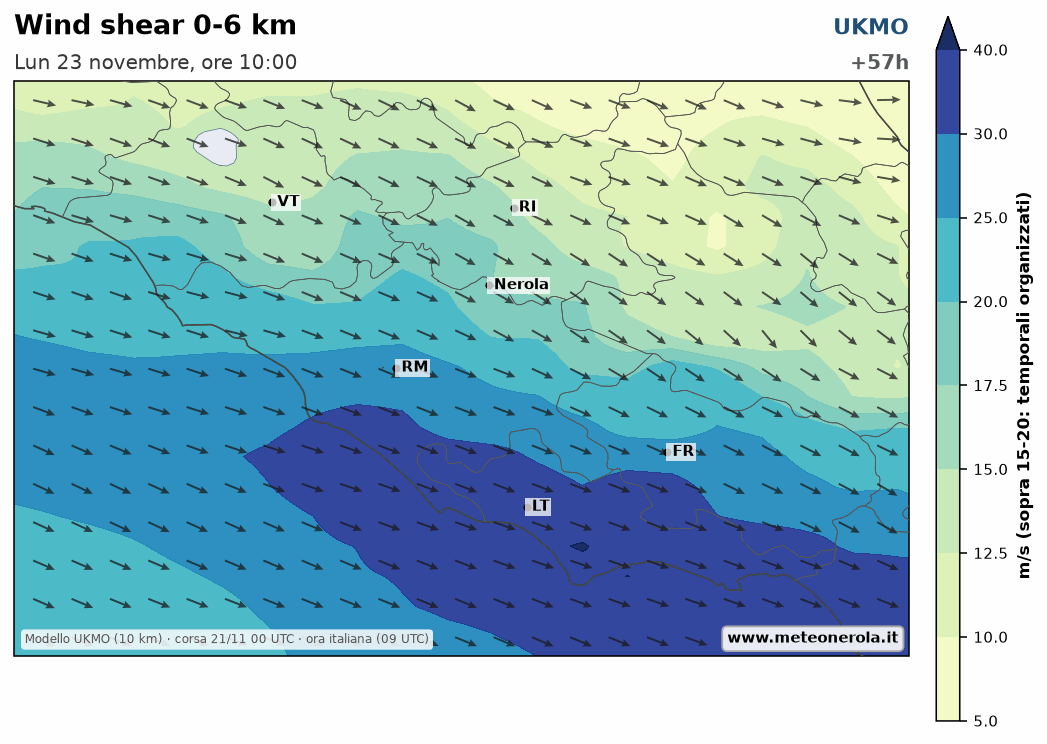 Wind shear 0-6 km
UKMO
Lun 23 novembre, ore 10:00
+57h
40.0
30.0
25.0
20.0
17.5
15.0
12.5
10.0
5.0
m/s (sopra 15-20: temporali organizzati)
VT
RI
Nerola
RM
FR
LT
Modello UKMO (10 km) · corsa 21/11 00 UTC · ora italiana (09 UTC)
www.meteonerola.it